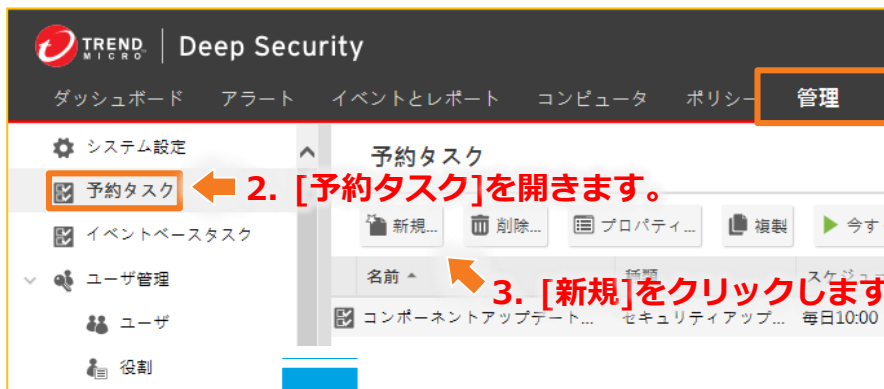 TREND MICRO Deep Security
ダッシュボード アラート イベントとレポート コンピュータ ポリシー 管理
システム設定
予約タスク
予約タスク
2. [予約タスク]を開きます。
新規... 削除... プロパティ... 複製 今す
イベントベースタスク
ユーザ管理
名前 種類 スケジュー
3. [新規]をクリックします
コンポーネントアップデート... セキュリティアップ... 毎日10:00
ユーザ
役割